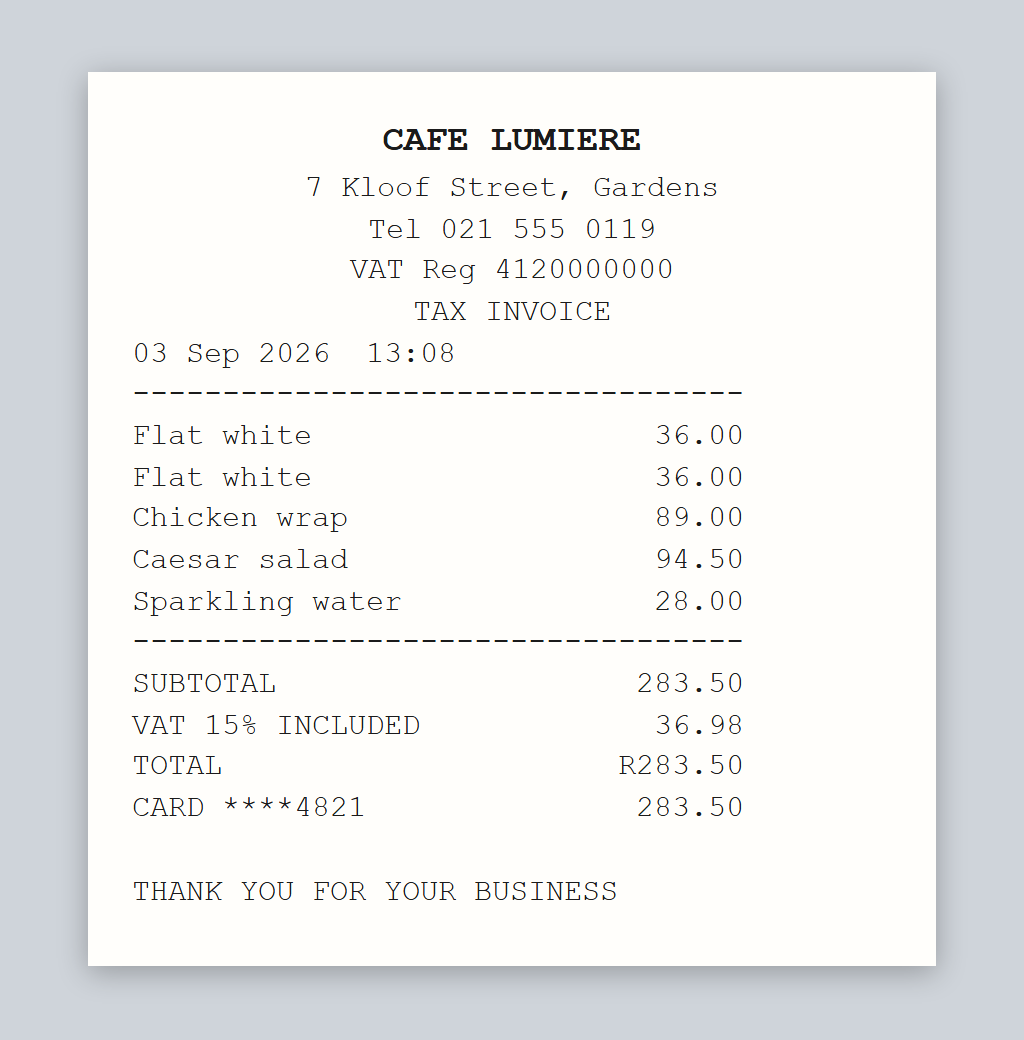 CAFE LUMIERE
7 Kloof Street, Gardens
Tel 021 555 0119
VAT Reg 4120000000
TAX INVOICE
03 Sep 2026  13:08
----------------------------------
Flat white                   36.00
Flat white                   36.00
Chicken wrap                 89.00
Caesar salad                 94.50
Sparkling water              28.00
----------------------------------
SUBTOTAL                    283.50
VAT 15% INCLUDED             36.98
TOTAL                      R283.50
CARD ****4821               283.50
THANK YOU FOR YOUR BUSINESS